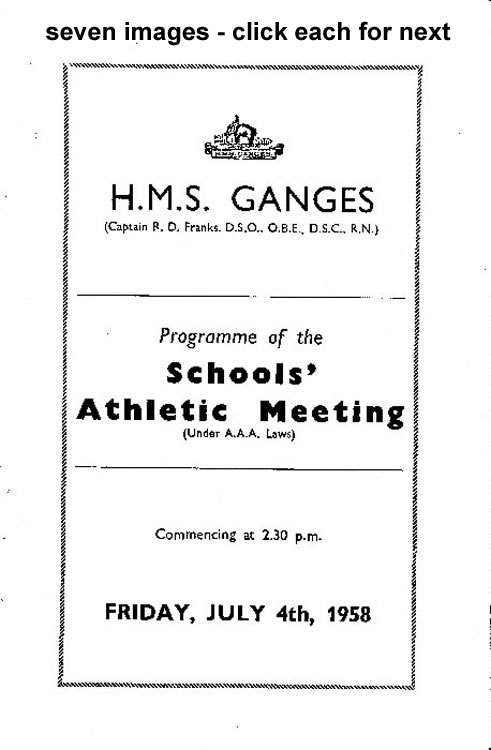 seven images - click each for next
H.M.S. GANGES
H.M.S. GANGES
(Captain R. D. Franks. D.S.O.. O.B.E., D.S.C.. R.N.)
Programme of the
Schools'
Athletic Meeting
(Under A.A.A. Laws)
Commencing at 2.30 p.m.
FRIDAY, JULY 4th, 1958